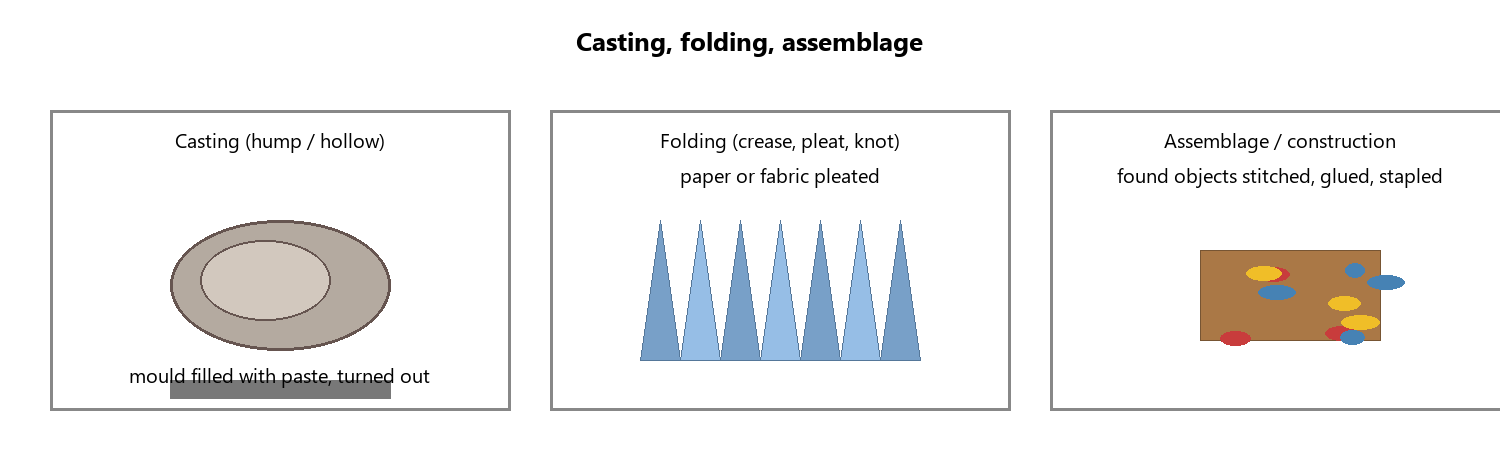 Casting, folding, assemblage
Casting (hump / hollow)
mould filled with paste, turned out
Folding (crease, pleat, knot)
paper or fabric pleated
Assemblage / construction
found objects stitched, glued, stapled